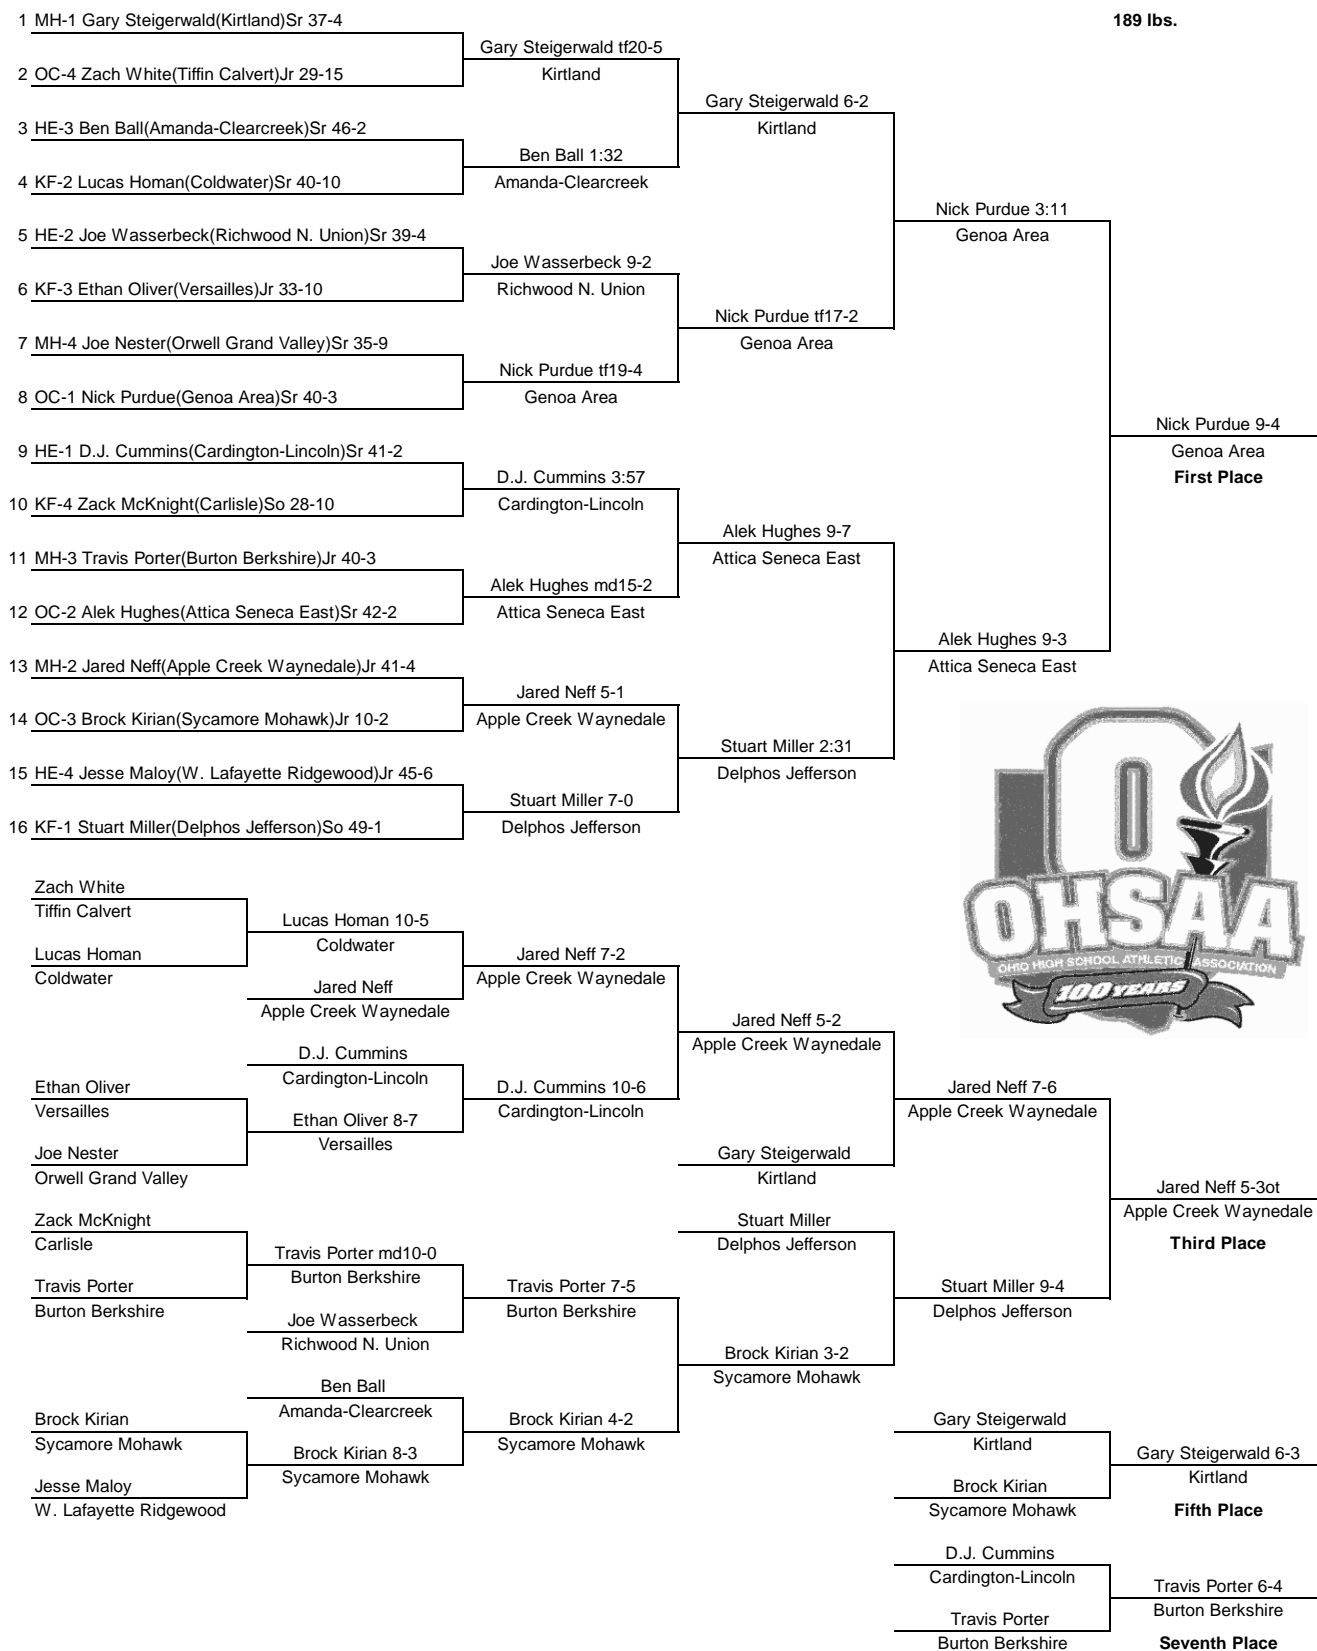 1 MH-1 Gary Steigerwald(Kirtland)Sr 37-4
189 lbs.
Gary Steigerwald tf20-5
Kirtland
2 OC-4 Zach White(Tiffin Calvert)Jr 29-15
Gary Steigerwald 6-2
Kirtland
3 HE-3 Ben Ball(Amanda-Clearcreek)Sr 46-2
Ben Ball 1:32
Amanda-Clearcreek
4 KF-2 Lucas Homan(Coldwater)Sr 40-10
Nick Purdue 3:11
Genoa Area
5 HE-2 Joe Wasserbeck(Richwood N. Union)Sr 39-4
Joe Wasserbeck 9-2
Richwood N. Union
6 KF-3 Ethan Oliver(Versailles)Jr 33-10
Nick Purdue tf17-2
Genoa Area
7 MH-4 Joe Nester(Orwell Grand Valley)Sr 35-9
Nick Purdue tf19-4
Genoa Area
8 OC-1 Nick Purdue(Genoa Area)Sr 40-3
Nick Purdue 9-4
Genoa Area
First Place
9 HE-1 D.J. Cummins(Cardington-Lincoln)Sr 41-2
D.J. Cummins 3:57
Cardington-Lincoln
10 KF-4 Zack McKnight(Carlisle)So 28-10
Alek Hughes 9-7
Attica Seneca East
11 MH-3 Travis Porter(Burton Berkshire)Jr 40-3
Alek Hughes md15-2
Attica Seneca East
12 OC-2 Alek Hughes(Attica Seneca East)Sr 42-2
Alek Hughes 9-3
Attica Seneca East
13 MH-2 Jared Neff(Apple Creek Waynedale)Jr 41-4
Jared Neff 5-1
Apple Creek Waynedale
14 OC-3 Brock Kirian(Sycamore Mohawk)Jr 10-2
Stuart Miller 2:31
Delphos Jefferson
15 HE-4 Jesse Maloy(W. Lafayette Ridgewood)Jr 45-6
Stuart Miller 7-0
Delphos Jefferson
16 KF-1 Stuart Miller(Delphos Jefferson)So 49-1
O
OHSAA
OHIO HIGH SCHOOL ATHLETIC ASSOCIATION
100 YEARS
Zach White
Tiffin Calvert
Lucas Homan 10-5
Coldwater
Lucas Homan
Coldwater
Jared Neff 7-2
Apple Creek Waynedale
Jared Neff
Apple Creek Waynedale
Jared Neff 5-2
Apple Creek Waynedale
D.J. Cummins
Cardington-Lincoln
Ethan Oliver
Versailles
D.J. Cummins 10-6
Cardington-Lincoln
Jared Neff 7-6
Apple Creek Waynedale
Ethan Oliver 8-7
Versailles
Joe Nester
Orwell Grand Valley
Gary Steigerwald
Kirtland
Jared Neff 5-3ot
Apple Creek Waynedale
Third Place
Zack McKnight
Carlisle
Stuart Miller
Delphos Jefferson
Travis Porter md10-0
Burton Berkshire
Travis Porter
Burton Berkshire
Travis Porter 7-5
Burton Berkshire
Stuart Miller 9-4
Delphos Jefferson
Joe Wasserbeck
Richwood N. Union
Brock Kirian 3-2
Sycamore Mohawk
Ben Ball
Amanda-Clearcreek
Brock Kirian
Sycamore Mohawk
Brock Kirian 4-2
Sycamore Mohawk
Gary Steigerwald
Kirtland
Brock Kirian 8-3
Sycamore Mohawk
Gary Steigerwald 6-3
Kirtland
Jesse Maloy
W. Lafayette Ridgewood
Brock Kirian
Sycamore Mohawk
Fifth Place
D.J. Cummins
Cardington-Lincoln
Travis Porter 6-4
Burton Berkshire
Travis Porter
Burton Berkshire
Seventh Place